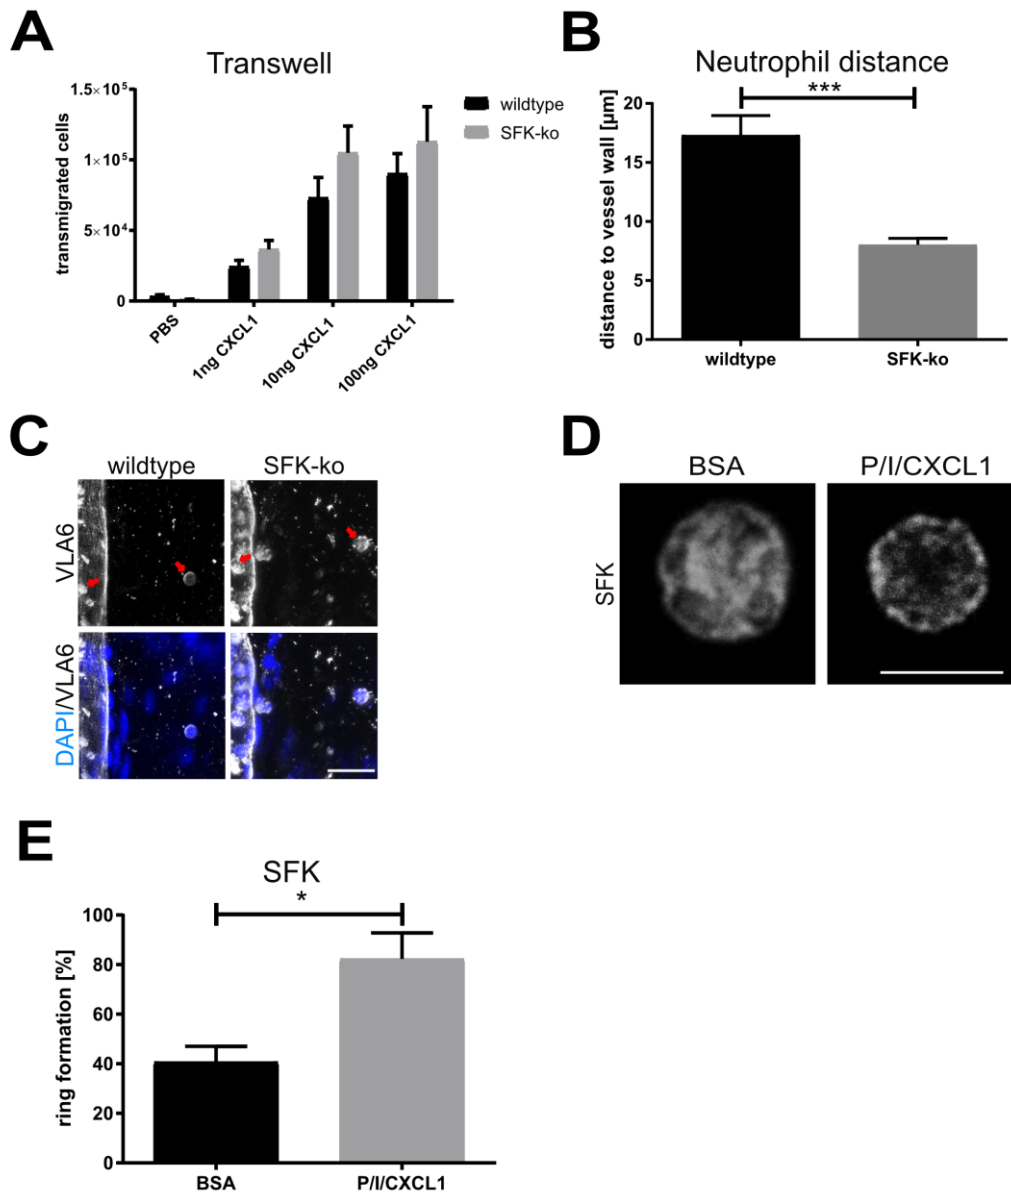 A
Transwell
1.5×10⁵
1×10⁵
5×10⁴
0
transmigrated cells
PBS
1ng CXCL1
10ng CXCL1
100ng CXCL1
wildtype
SFK-ko
B
Neutrophil distance
***
20
15
10
5
0
distance to vessel wall [µm]
wildtype
SFK-ko
C
wildtype
SFK-ko
VLA6
DAPI/VLA6
D
BSA
P/I/CXCL1
SFK
E
SFK
*
100
80
60
40
20
0
ring formation [%]
BSA
P/I/CXCL1